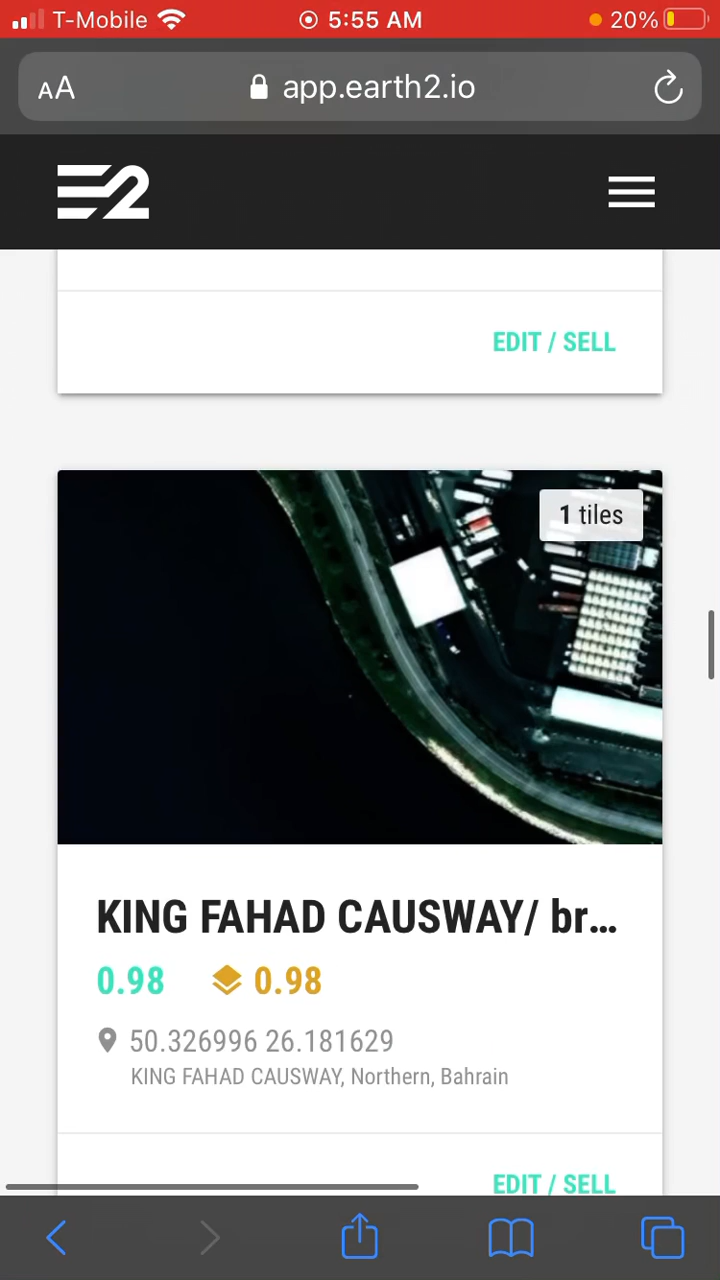 T-Mobile 5:55 AM 20%
AA app.earth2.io
E2
EDIT / SELL
1 tiles
KING FAHAD CAUSWAY/ br...
0.98 0.98
50.326996 26.181629
KING FAHAD CAUSWAY, Northern, Bahrain
EDIT / SELL